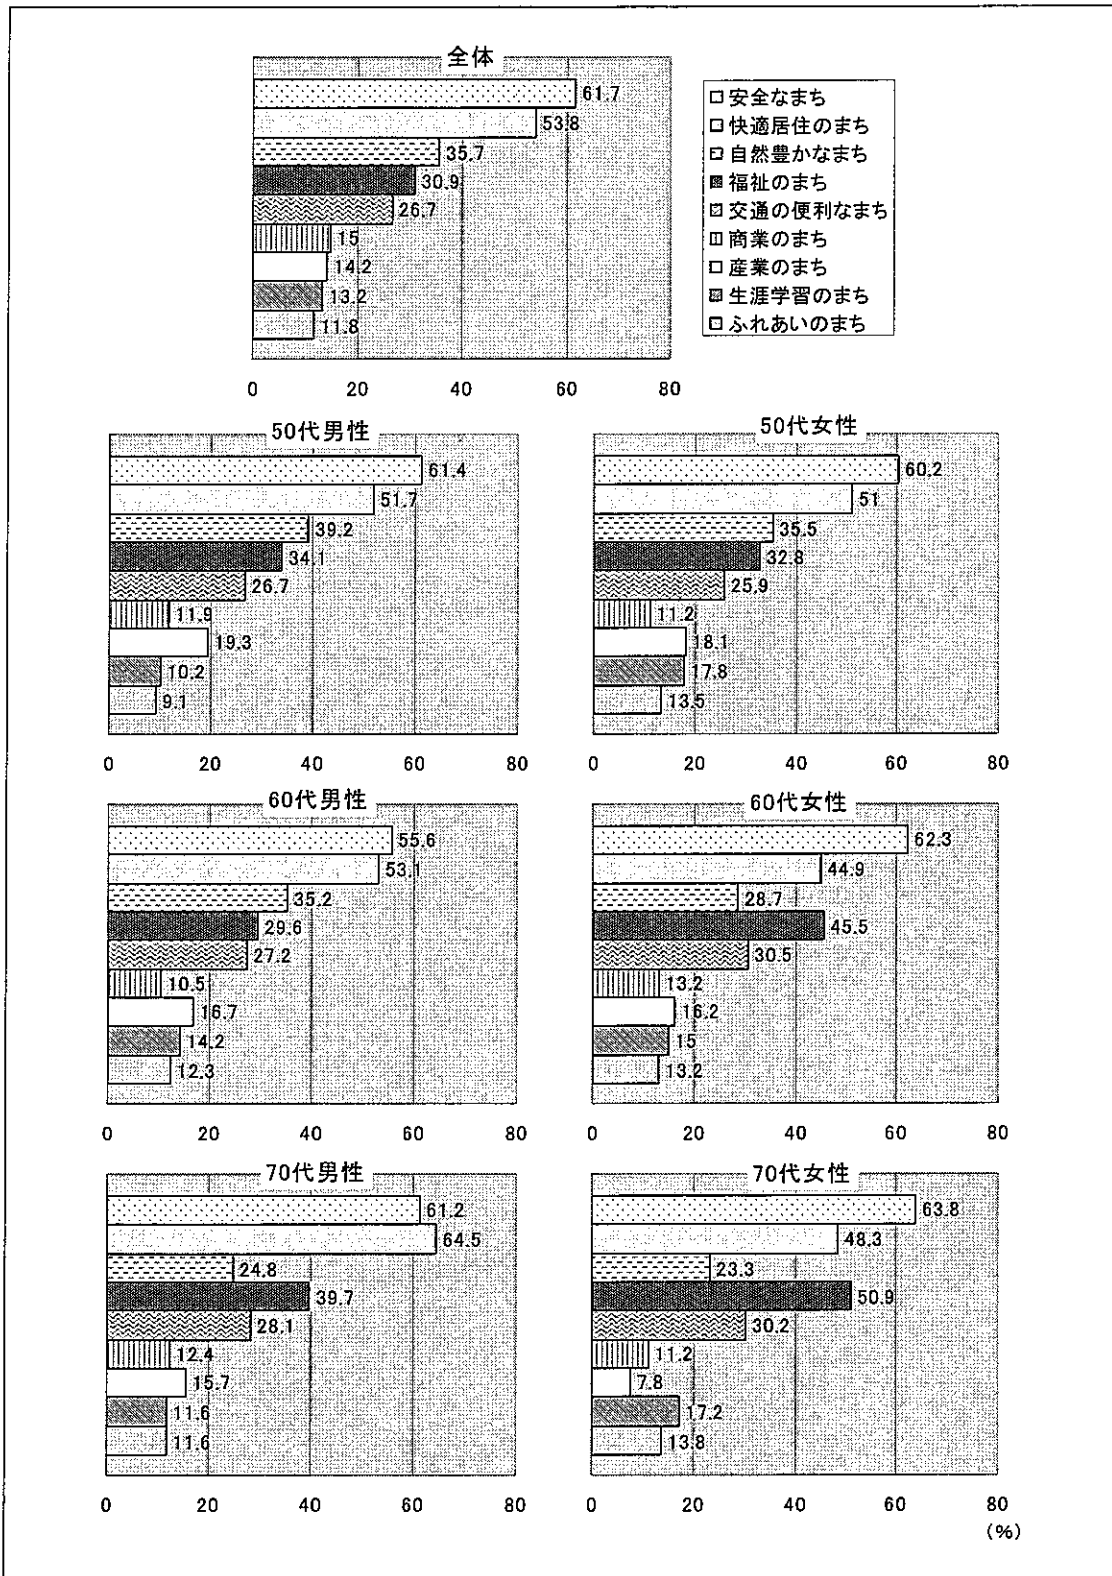 全体
61.7
53.8
35.7
30.9
26.7
15
14.2
13.2
11.8
0 20 40 60 80
安全なまち
快適居住のまち
自然豊かなまち
福祉のまち
交通の便利なまち
商業のまち
産業のまち
生涯学習のまち
ふれあいのまち
50代男性
61.4
51.7
39.2
34.1
26.7
11.9
19.3
10.2
9.1
0 20 40 60 80
50代女性
60.2
51
35.5
32.8
25.9
11.2
18.1
17.8
13.5
0 20 40 60 80
60代男性
55.6
53.1
35.2
29.6
27.2
10.5
16.7
14.2
12.3
0 20 40 60 80
60代女性
62.3
44.9
28.7
45.5
30.5
13.2
16.2
15
13.2
0 20 40 60 80
70代男性
61.2
64.5
24.8
39.7
28.1
12.4
15.7
11.6
11.6
0 20 40 60 80
70代女性
63.8
48.3
23.3
50.9
30.2
11.2
7.8
17.2
13.8
0 20 40 60 80
(%)